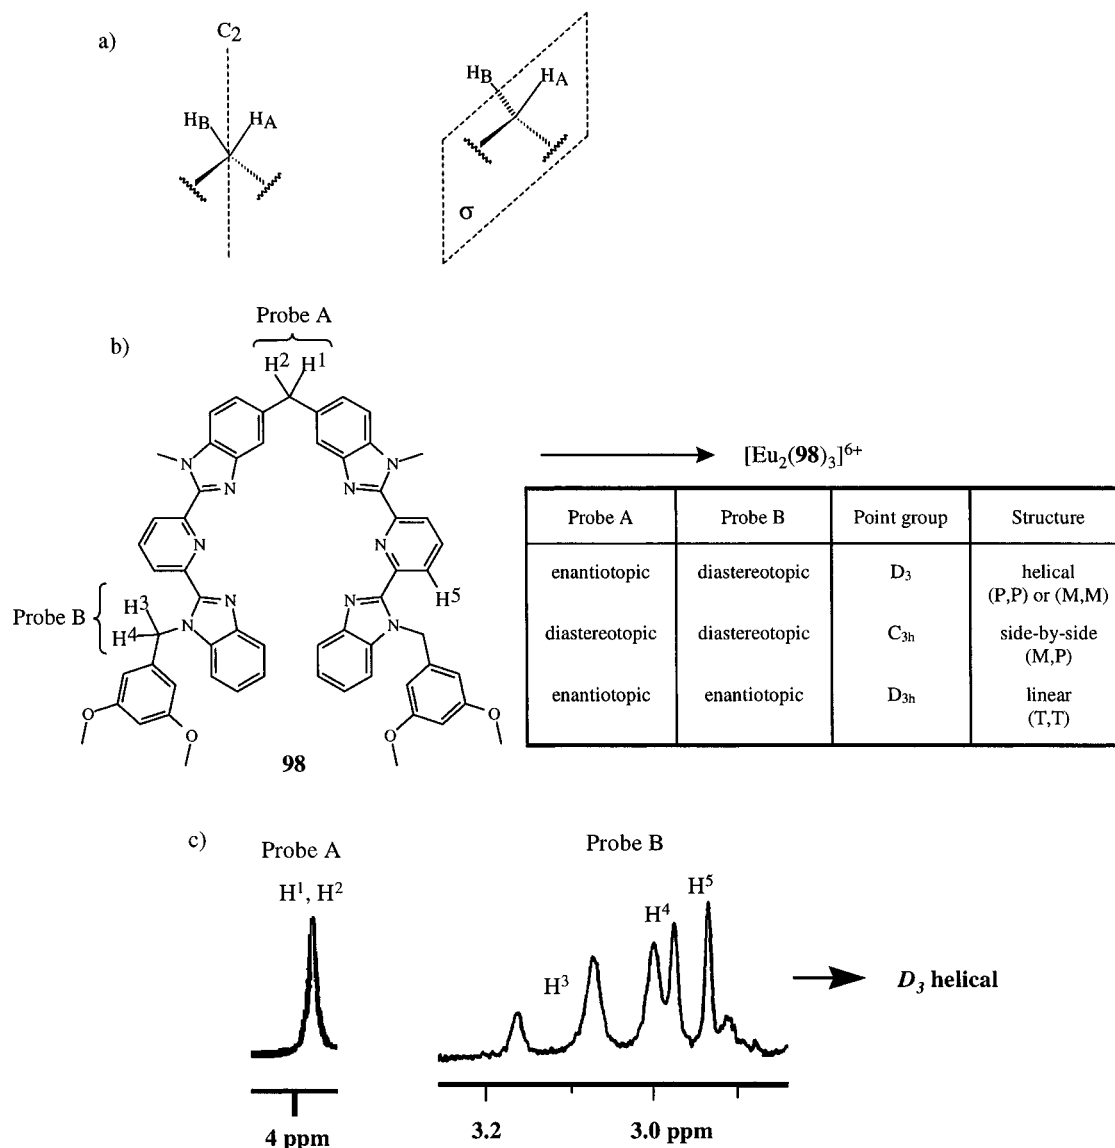 a)
C2
HB HA
HB HA
σ
b)
Probe A
H2 H1
N N
N N
N N
H5
Probe B
H3
H4
N N
N N
O O
O O
98
[Eu2(98)3]6+
Probe A Probe B Point group Structure
enantiotopic diastereotopic D3 helical
(P,P) or (M,M)
diastereotopic diastereotopic C3h side-by-side
(M,P)
enantiotopic enantiotopic D3h linear
(T,T)
c)
Probe A
Probe B
H1, H2
H3
H4
H5
D3 helical
4 ppm
3.2 3.0 ppm